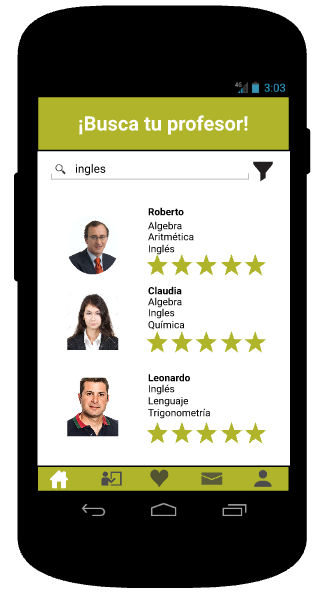 4G 3:03
¡Busca tu profesor!
ingles
Roberto
Algebra
Aritmética
Inglés
Claudia
Algebra
Ingles
Química
Leonardo
Inglés
Lenguaje
Trigonometría